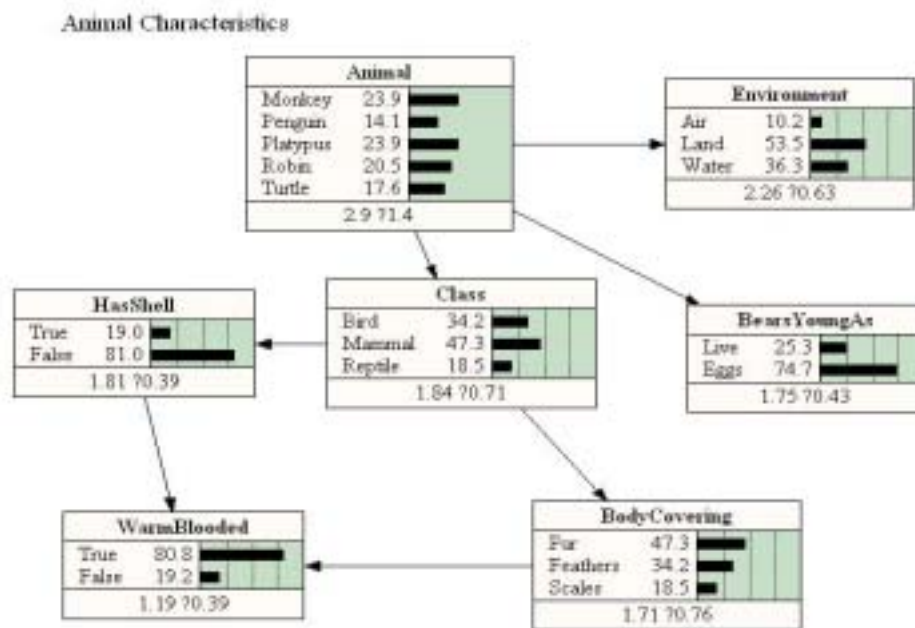 Animal Characteristics
Animal
Monkey 23.9
Penguin 14.1
Platypus 23.9
Robin 20.5
Turtle 17.6
2.9 ?1.4
Environment
Air 10.2
Land 53.5
Water 36.3
2.26 ?0.63
HasShell
True 19.0
False 81.0
1.81 ?0.39
Class
Bird 34.2
Mammal 47.3
Reptile 18.5
1.84 ?0.71
BearsYoungAs
Live 25.3
Eggs 74.7
1.75 ?0.43
WarmBlooded
True 80.8
False 19.2
1.19 ?0.39
BodyCovering
Fur 47.3
Feathers 34.2
Scales 18.5
1.71 ?0.76